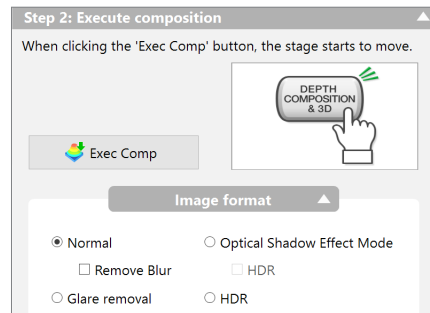 Step 2: Execute composition
When clicking the 'Exec Comp' button, the stage starts to move.
DEPTH
COMPOSITION
& 3D
Exec Comp
Image format
Normal
Optical Shadow Effect Mode
Remove Blur
HDR
Glare removal
HDR